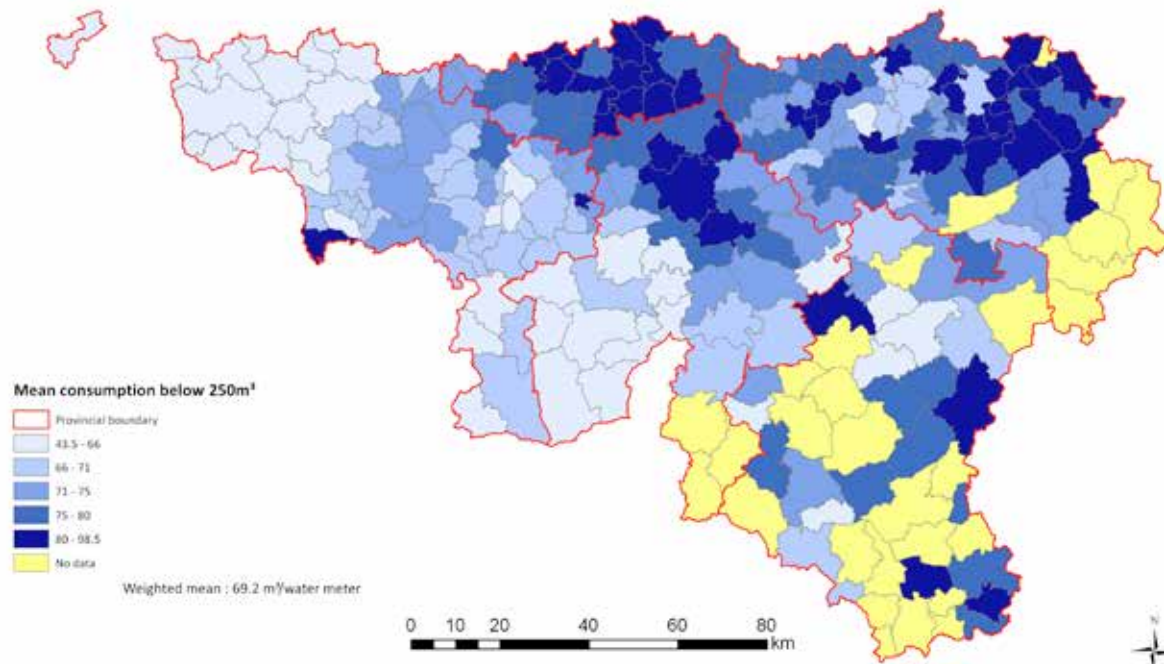 Mean consumption below 250m³
Provincial boundary
43.5 - 66
66 - 71
71 - 75
75 - 80
80 - 98.5
No data
Weighted mean : 69.2 m³/water meter
0 10 20 40 60 80
km
N